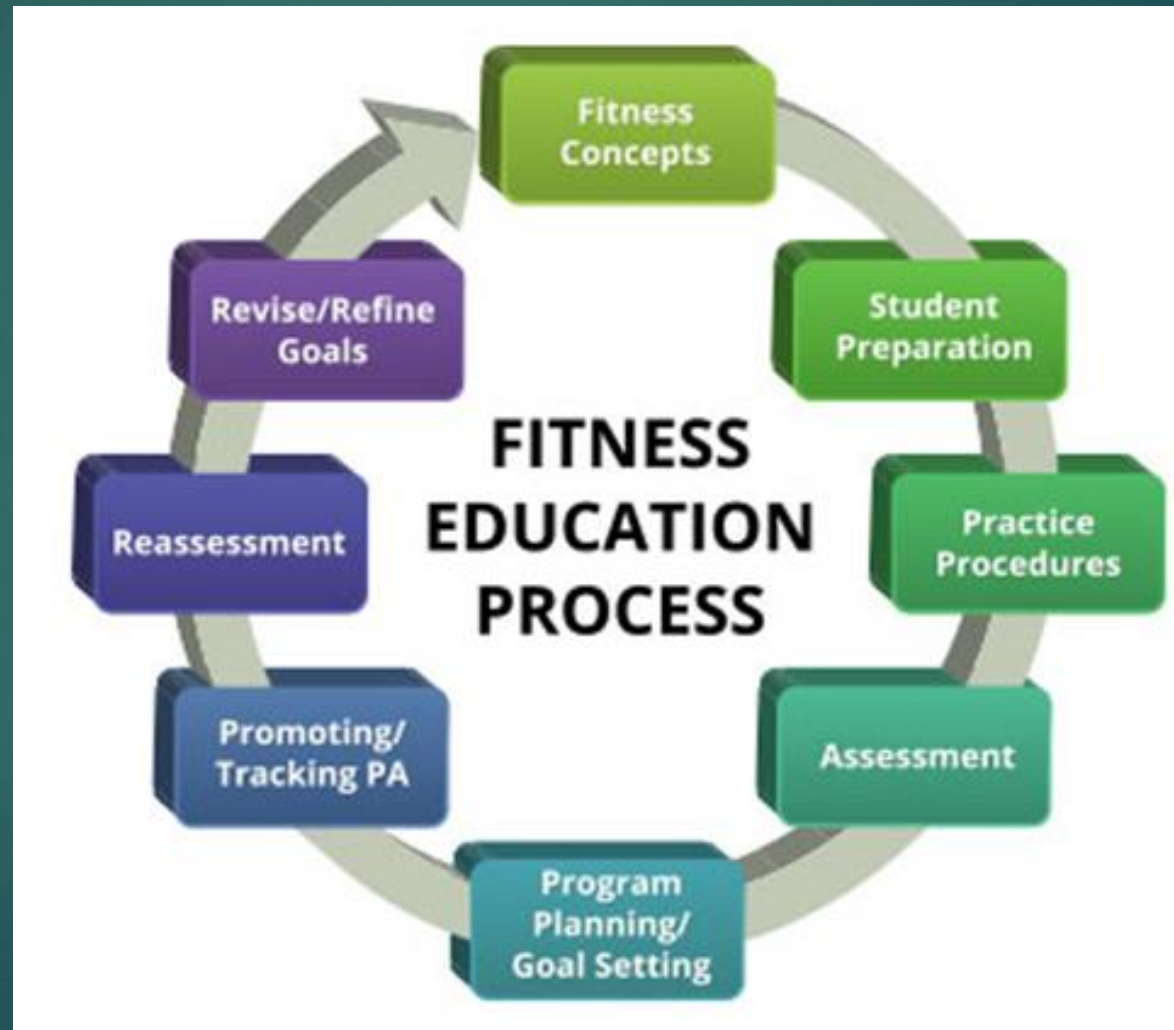 Fitness
Concepts
Student
Preparation
Practice
Procedures
Assessment
Program
Planning/
Goal Setting
Promoting/
Tracking PA
Reassessment
Revise/Refine
Goals
FITNESS
EDUCATION
PROCESS